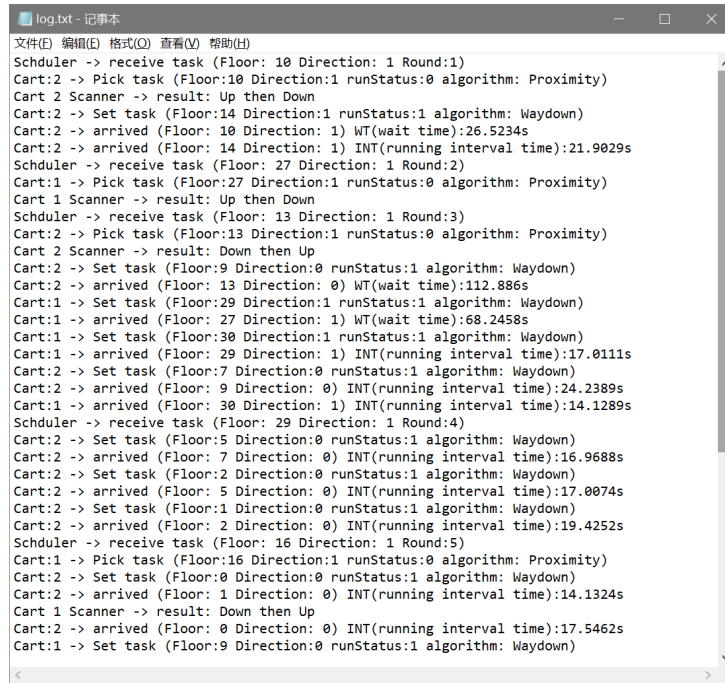 log.txt - 记事本
文件(F) 编辑(E) 格式(O) 查看(V) 帮助(H)
Schduler -> receive task (Floor: 10 Direction: 1 Round:1)
Cart:2 -> Pick task (Floor:10 Direction:1 runStatus:0 algorithm: Proximity)
Cart 2 Scanner -> result: Up then Down
Cart:2 -> Set task (Floor:14 Direction:1 runStatus:1 algorithm: Waydown)
Cart:2 -> arrived (Floor: 10 Direction: 1) WT(wait time):26.5234s
Cart:2 -> arrived (Floor: 14 Direction: 1) INT(running interval time):21.9029s
Schduler -> receive task (Floor: 27 Direction: 1 Round:2)
Cart:1 -> Pick task (Floor:27 Direction:1 runStatus:0 algorithm: Proximity)
Cart 1 Scanner -> result: Up then Down
Schduler -> receive task (Floor: 13 Direction: 1 Round:3)
Cart:2 -> Pick task (Floor:13 Direction:1 runStatus:0 algorithm: Proximity)
Cart 2 Scanner -> result: Down then Up
Cart:2 -> Set task (Floor:9 Direction:0 runStatus:1 algorithm: Waydown)
Cart:2 -> arrived (Floor: 13 Direction: 0) WT(wait time):112.886s
Cart:1 -> Set task (Floor:29 Direction:1 runStatus:1 algorithm: Waydown)
Cart:1 -> arrived (Floor: 27 Direction: 1) WT(wait time):68.2458s
Cart:1 -> Set task (Floor:30 Direction:1 runStatus:1 algorithm: Waydown)
Cart:1 -> arrived (Floor: 29 Direction: 1) INT(running interval time):17.0111s
Cart:2 -> Set task (Floor:7 Direction:0 runStatus:1 algorithm: Waydown)
Cart:2 -> arrived (Floor: 9 Direction: 0) INT(running interval time):24.2389s
Cart:1 -> arrived (Floor: 30 Direction: 1) INT(running interval time):14.1289s
Schduler -> receive task (Floor: 29 Direction: 1 Round:4)
Cart:2 -> Set task (Floor:5 Direction:0 runStatus:1 algorithm: Waydown)
Cart:2 -> arrived (Floor: 7 Direction: 0) INT(running interval time):16.9688s
Cart:2 -> Set task (Floor:2 Direction:0 runStatus:1 algorithm: Waydown)
Cart:2 -> arrived (Floor: 5 Direction: 0) INT(running interval time):17.0074s
Cart:2 -> Set task (Floor:1 Direction:0 runStatus:1 algorithm: Waydown)
Cart:2 -> arrived (Floor: 2 Direction: 0) INT(running interval time):19.4252s
Schduler -> receive task (Floor: 16 Direction: 1 Round:5)
Cart:1 -> Pick task (Floor:16 Direction:1 runStatus:0 algorithm: Proximity)
Cart:2 -> Set task (Floor:0 Direction:0 runStatus:1 algorithm: Waydown)
Cart:2 -> arrived (Floor: 1 Direction: 0) INT(running interval time):14.1324s
Cart 1 Scanner -> result: Down then Up
Cart:2 -> arrived (Floor: 0 Direction: 0) INT(running interval time):17.5462s
Cart:1 -> Set task (Floor:9 Direction:0 runStatus:1 algorithm: Waydown)